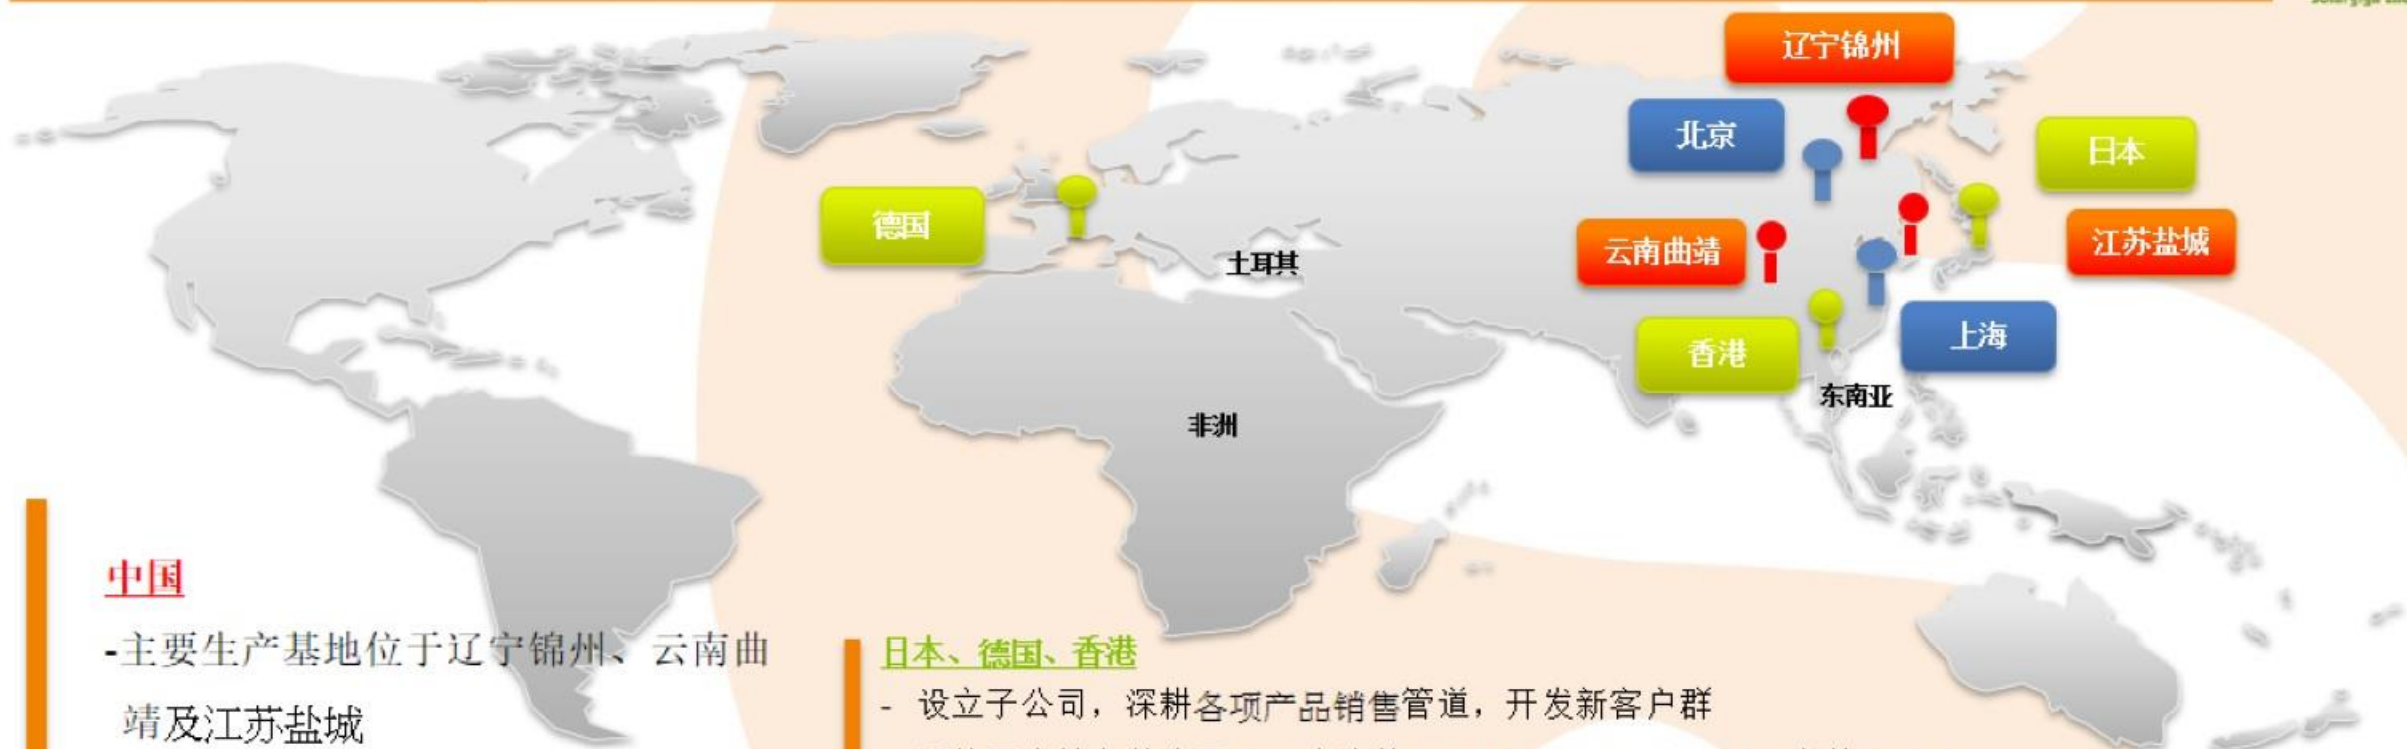 辽宁锦州
北京
日本
德国
云南曲靖
江苏盐城
土耳其
香港
上海
东南亚
非洲
中国
-主要生产基地位于辽宁锦州、云南曲
靖及江苏盐城
日本、德国、香港
- 设立子公司，深耕各项产品销售管道，开发新客户群